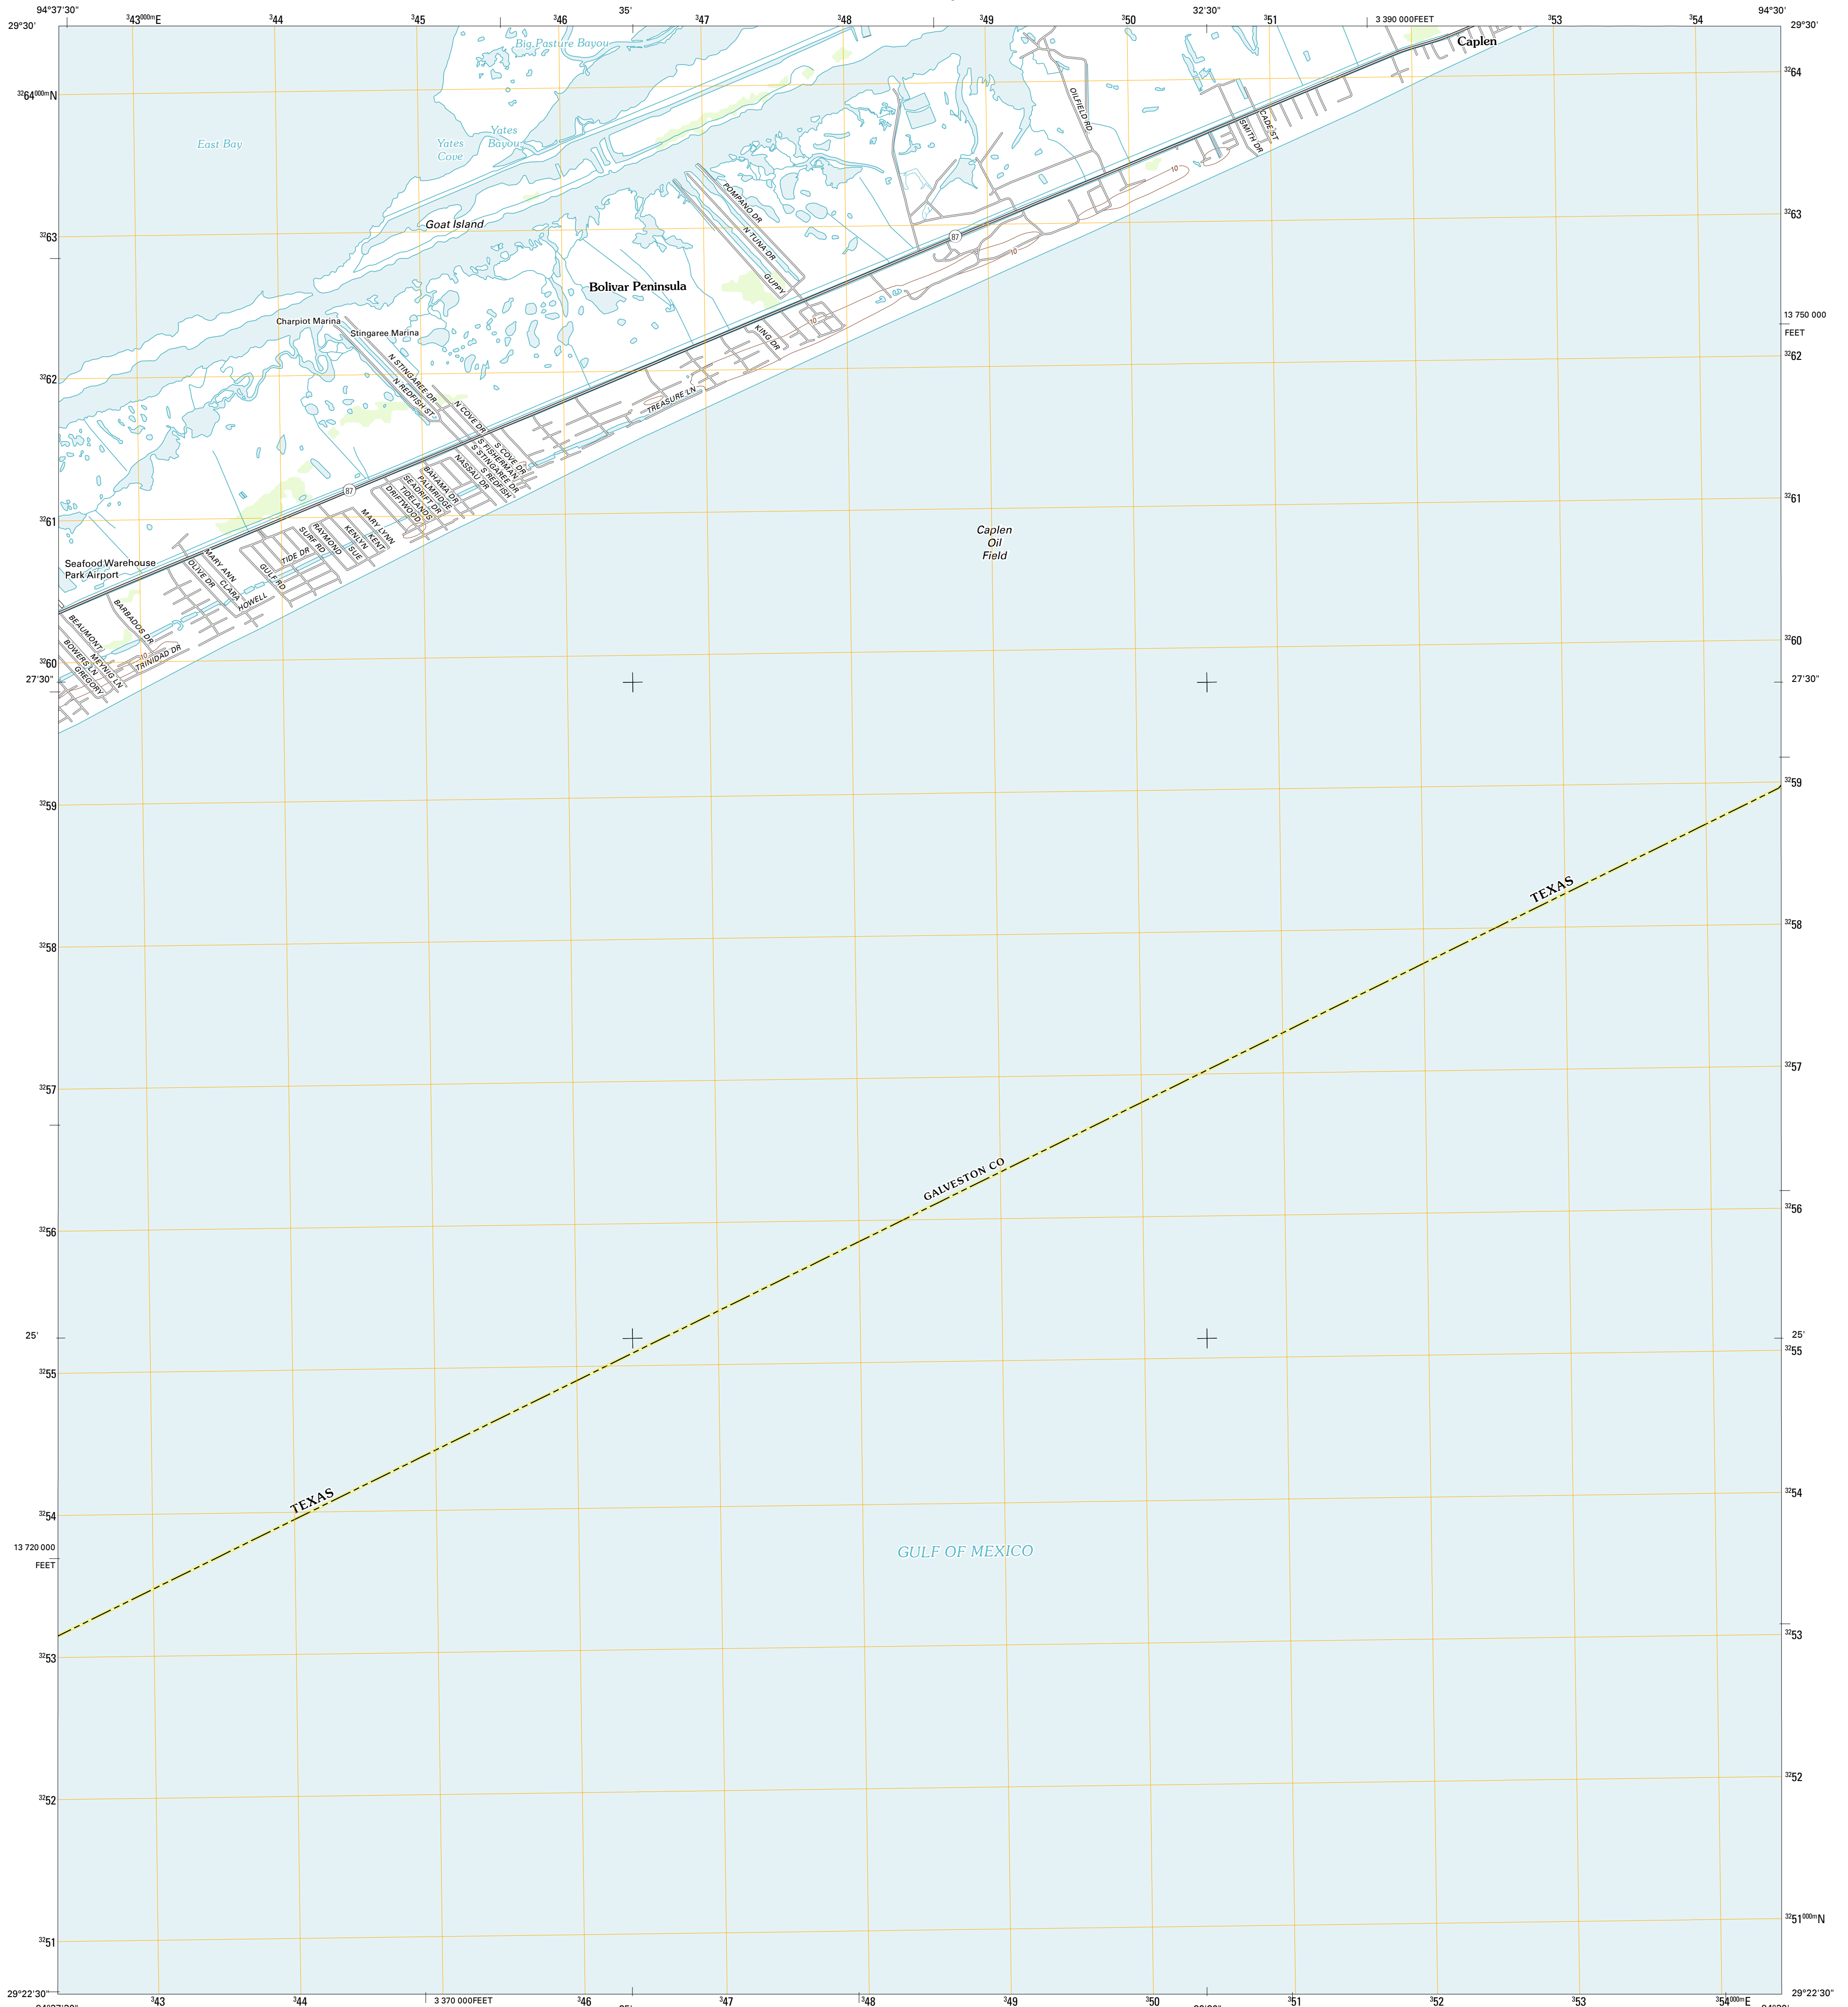 94°37'30"
³43⁰⁰⁰ᵐE
³44
³45
³46
35'
³47
³48
³49
³50
32'30"
³51
3 390 000FEET
³53
³54
94°30'
29°30'
29°30'
Big Pasture Bayou
Caplen
³²64⁰⁰⁰ᵐN
³²64
OILFIELD RD
CADE ST
SMITH DR
East Bay
Yates
Cove
Yates
Bayou
10
POMPANO DR
N TUNA DR
GUPPY
Goat Island
³²63
³²63
87
10
Bolivar Peninsula
Charpiot Marina
Stingaree Marina
13 750 000
FEET
10
KING DR
³²62
³²62
N STINGAREE DR
N REDFISH ST
TREASURE LN
N COVE DR
S COVE DR
S FISHERMAN
S STINGAREE DR
S REDFISH
NASSAU DR
BAHAMA DR
PALMRIDGE
SEADRIFT DR
TIDELANDS
DRIFTWOOD
87
³²61
³²61
MARY LYNN
KENT
KENLYN
SUE
RAYMOND
SURF RD
TIDE DR
GULF RD
Caplen
Oil
Field
Seafood Warehouse
Park Airport
MARY ANN
CLARA
OLIVE DR
HOWELL
BARBADOS DR
BEAUMONT
MEYNIG LN
BOWERS LN
GREGORY
10
TRINIDAD DR
³²60
³²60
27'30"
27'30"
³²59
³²59
TEXAS
³²58
³²58
³²57
³²57
GALVESTON CO
³²56
³²56
25'
25'
³²55
³²55
TEXAS
³²54
³²54
13 720 000
FEET
GULF OF MEXICO
³²53
³²53
³²52
³²52
³²51
³²51⁰⁰⁰ᵐN
29°22'30"
29°22'30"
³43
³44
3 370 000FEET
³46
³47
³48
³49
³50
³51
³52
³53
³54⁰⁰⁰ᵐE